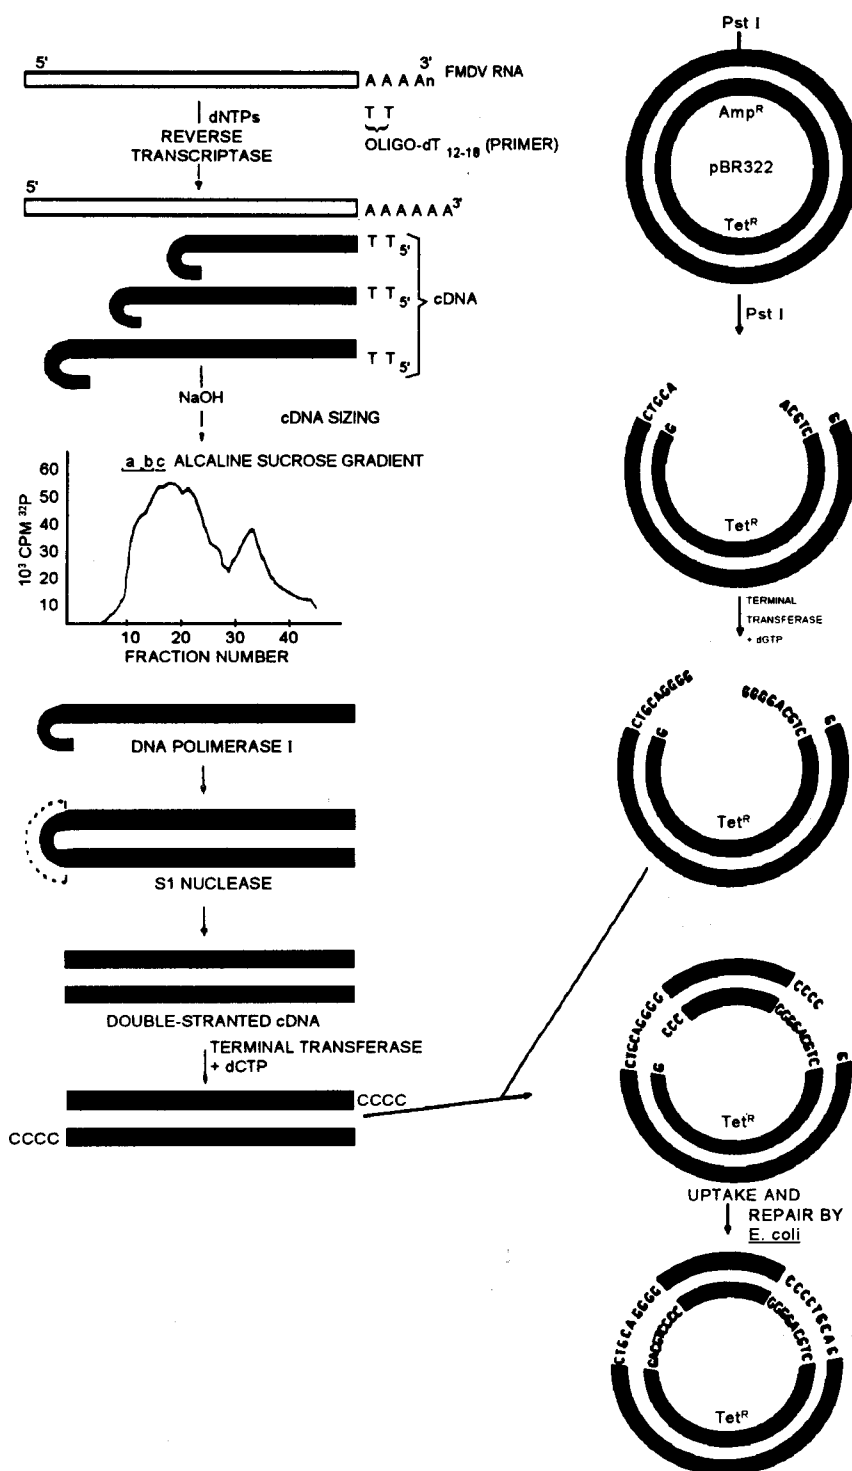 5'
3'
A A A An FMDV RNA
dNTPs
REVERSE
TRANSCRIPTASE
T T
OLIGO-dT 12-18 (PRIMER)
5'
A A A A A A 3'
T T 5'
T T 5'
T T 5'
cDNA
NaOH
cDNA SIZING
a b c ALCALINE SUCROSE GRADIENT
10³ CPM ³²P
60
50
40
30
20
10
10 20 30 40
FRACTION NUMBER
DNA POLIMERASE I
S1 NUCLEASE
DOUBLE-STRANTED cDNA
TERMINAL TRANSFERASE
+ dCTP
CCCC
CCCC
Pst I
Ampᴿ
pBR322
Tetᴿ
Pst I
CTGCA
G
ACGTC
G
Tetᴿ
TERMINAL
TRANSFERASE
+ dGTP
CTGCAGGGG
G
GGGGACGTC
G
Tetᴿ
CTGCAGGGG
CCCC
CCC
GGGGACGTC
G
G
Tetᴿ
UPTAKE AND
REPAIR BY
E. coli
CTGCAGGGG
CCCCTGCAG
GACGTCCCC
GGGGACGTC
Tetᴿ